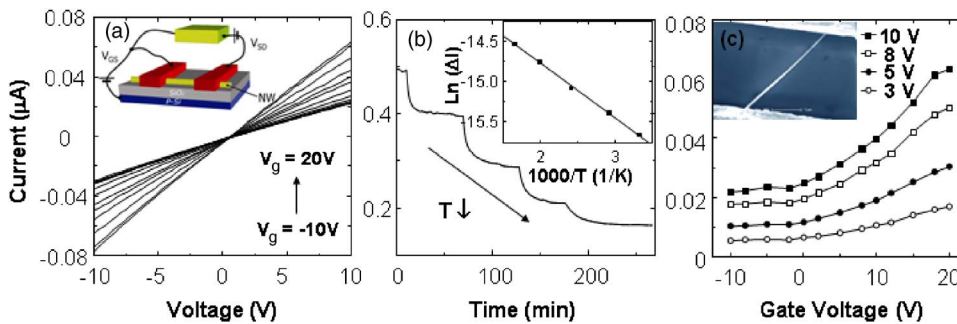 (a)
V_SD
V_GS
NW
SiO₂
P-Si
V_g = 20V
V_g = -10V
Current (μA)
0.08
0.04
0
-0.04
-0.08
-10 -5 0 5 10
Voltage (V)
(b)
0.6
0.4
0.2
T ↓
Ln (ΔI)
-14.5
-15.0
-15.5
2 3
1000/T (1/K)
0 100 200
Time (min)
(c)
10 V
8 V
5 V
3 V
0.08
0.06
0.04
0.02
0
-10 -5 0 5 10 15 20
Gate Voltage (V)